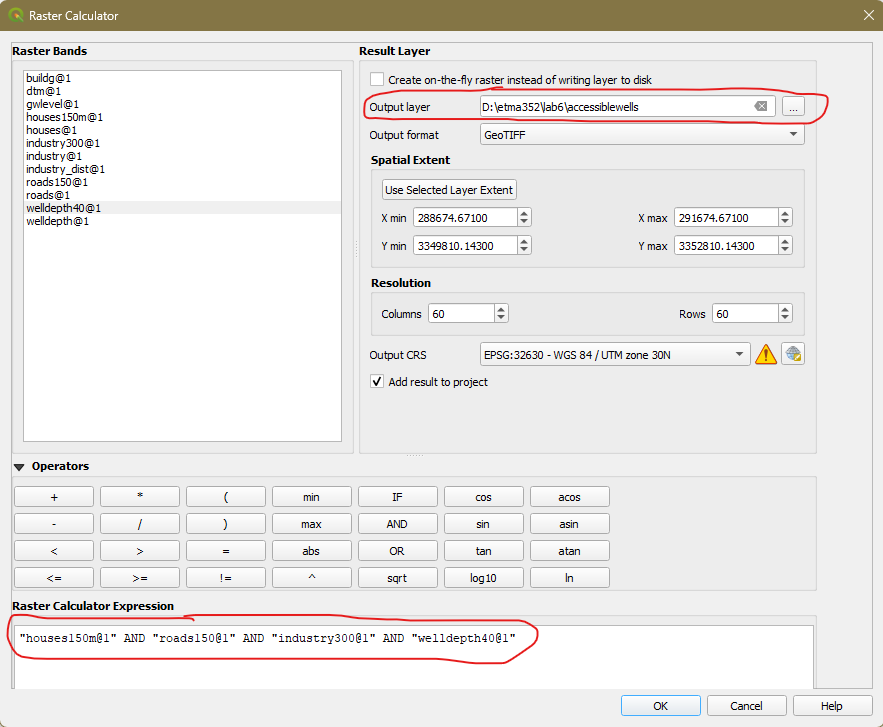 Raster Calculator
Raster Bands
buildg@1
dtm@1
gwlevel@1
houses150m@1
houses@1
industry300@1
industry@1
industry_dist@1
roads150@1
roads@1
welldepth40@1
welldepth@1
Result Layer
Create on-the-fly raster instead of writing layer to disk
Output layer D:\etma352\lab6\accessiblewells ...
Output format GeoTIFF
Spatial Extent
Use Selected Layer Extent
X min 288674.67100 X max 291674.67100
Y min 3349810.14300 Y max 3352810.14300
Resolution
Columns 60 Rows 60
Output CRS EPSG:32630 - WGS 84 / UTM zone 30N
Add result to project
Operators
+ * ( min IF cos acos
- / ) max AND sin asin
< > = abs OR tan atan
<= >= != ^ sqrt log10 ln
Raster Calculator Expression
"houses150m@1" AND "roads150@1" AND "industry300@1" AND "welldepth40@1"
OK Cancel Help